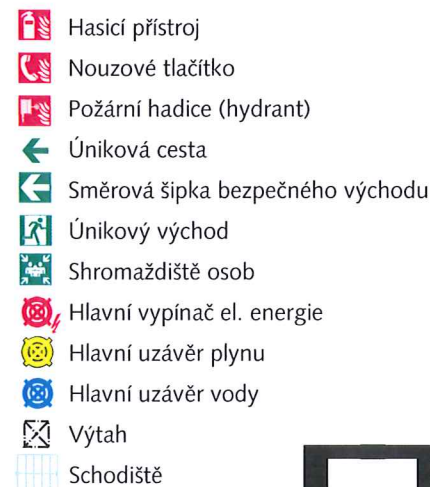 Hasicí přístroj
Nouzové tlačítko
Požární hadice (hydrant)
Úniková cesta
Směrová šipka bezpečného východu
Únikový východ
Shromaždiště osob
Hlavní vypínač el. energie
Hlavní uzávěr plynu
Hlavní uzávěr vody
Výtah
Schodiště